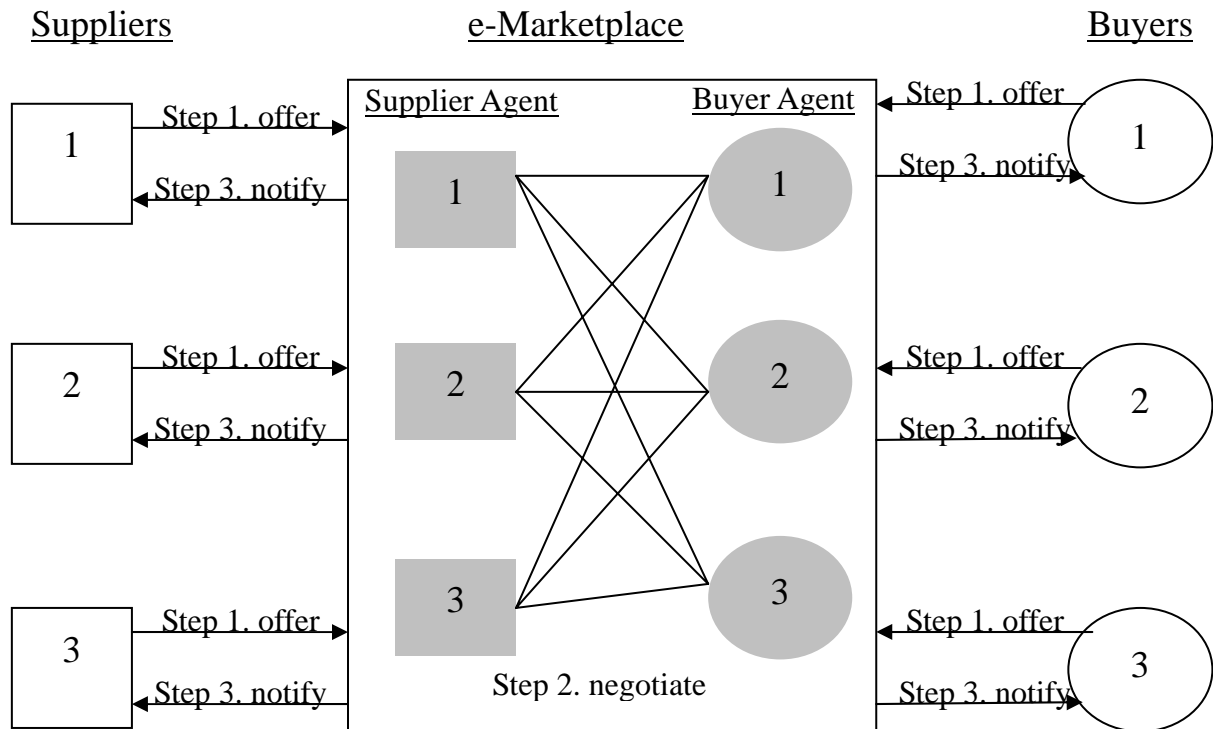 Suppliers
e-Marketplace
Buyers
Supplier Agent
Buyer Agent
1
Step 1. offer
Step 3. notify
1
1
Step 1. offer
Step 3. notify
1
2
Step 1. offer
Step 3. notify
2
2
Step 1. offer
Step 3. notify
2
3
Step 1. offer
Step 3. notify
3
3
Step 1. offer
Step 3. notify
3
Step 2. negotiate